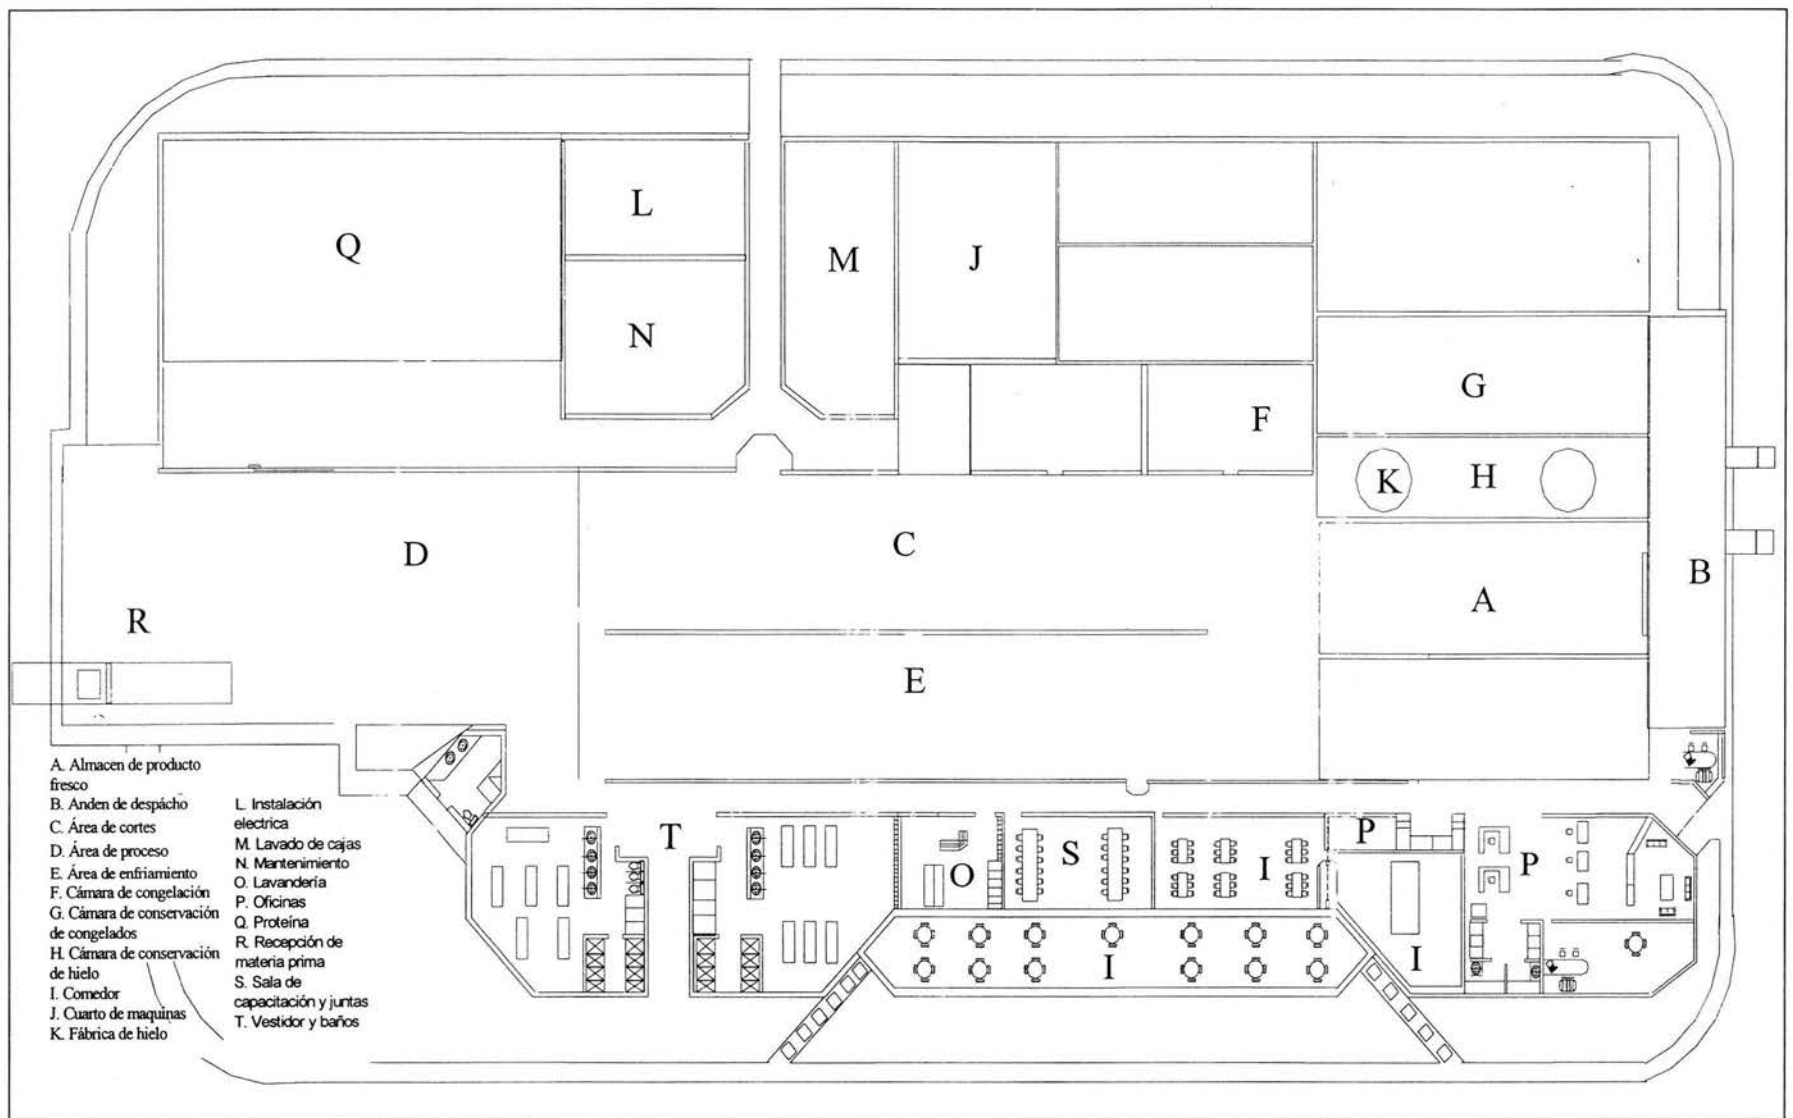 L
Q
M
J
N
G
F
K
H
C
D
B
A
R
E
T
P
S
P
I
O
I
I
A. Almacen de producto
fresco
B. Anden de despácho
C. Área de cortes
D. Área de proceso
E. Área de enfriamiento
F. Cámara de congelación
G. Cámara de conservación
de congelados
H. Cámara de conservación
de hielo
I. Comedor
J. Cuarto de maquinas
K. Fábrica de hielo
L. Instalación
electrica
M. Lavado de cajas
N. Mantenimiento
O. Lavandería
P. Oficinas
Q. Proteína
R. Recepción de
materia prima
S. Sala de
capacitación y juntas
T. Vestidor y baños